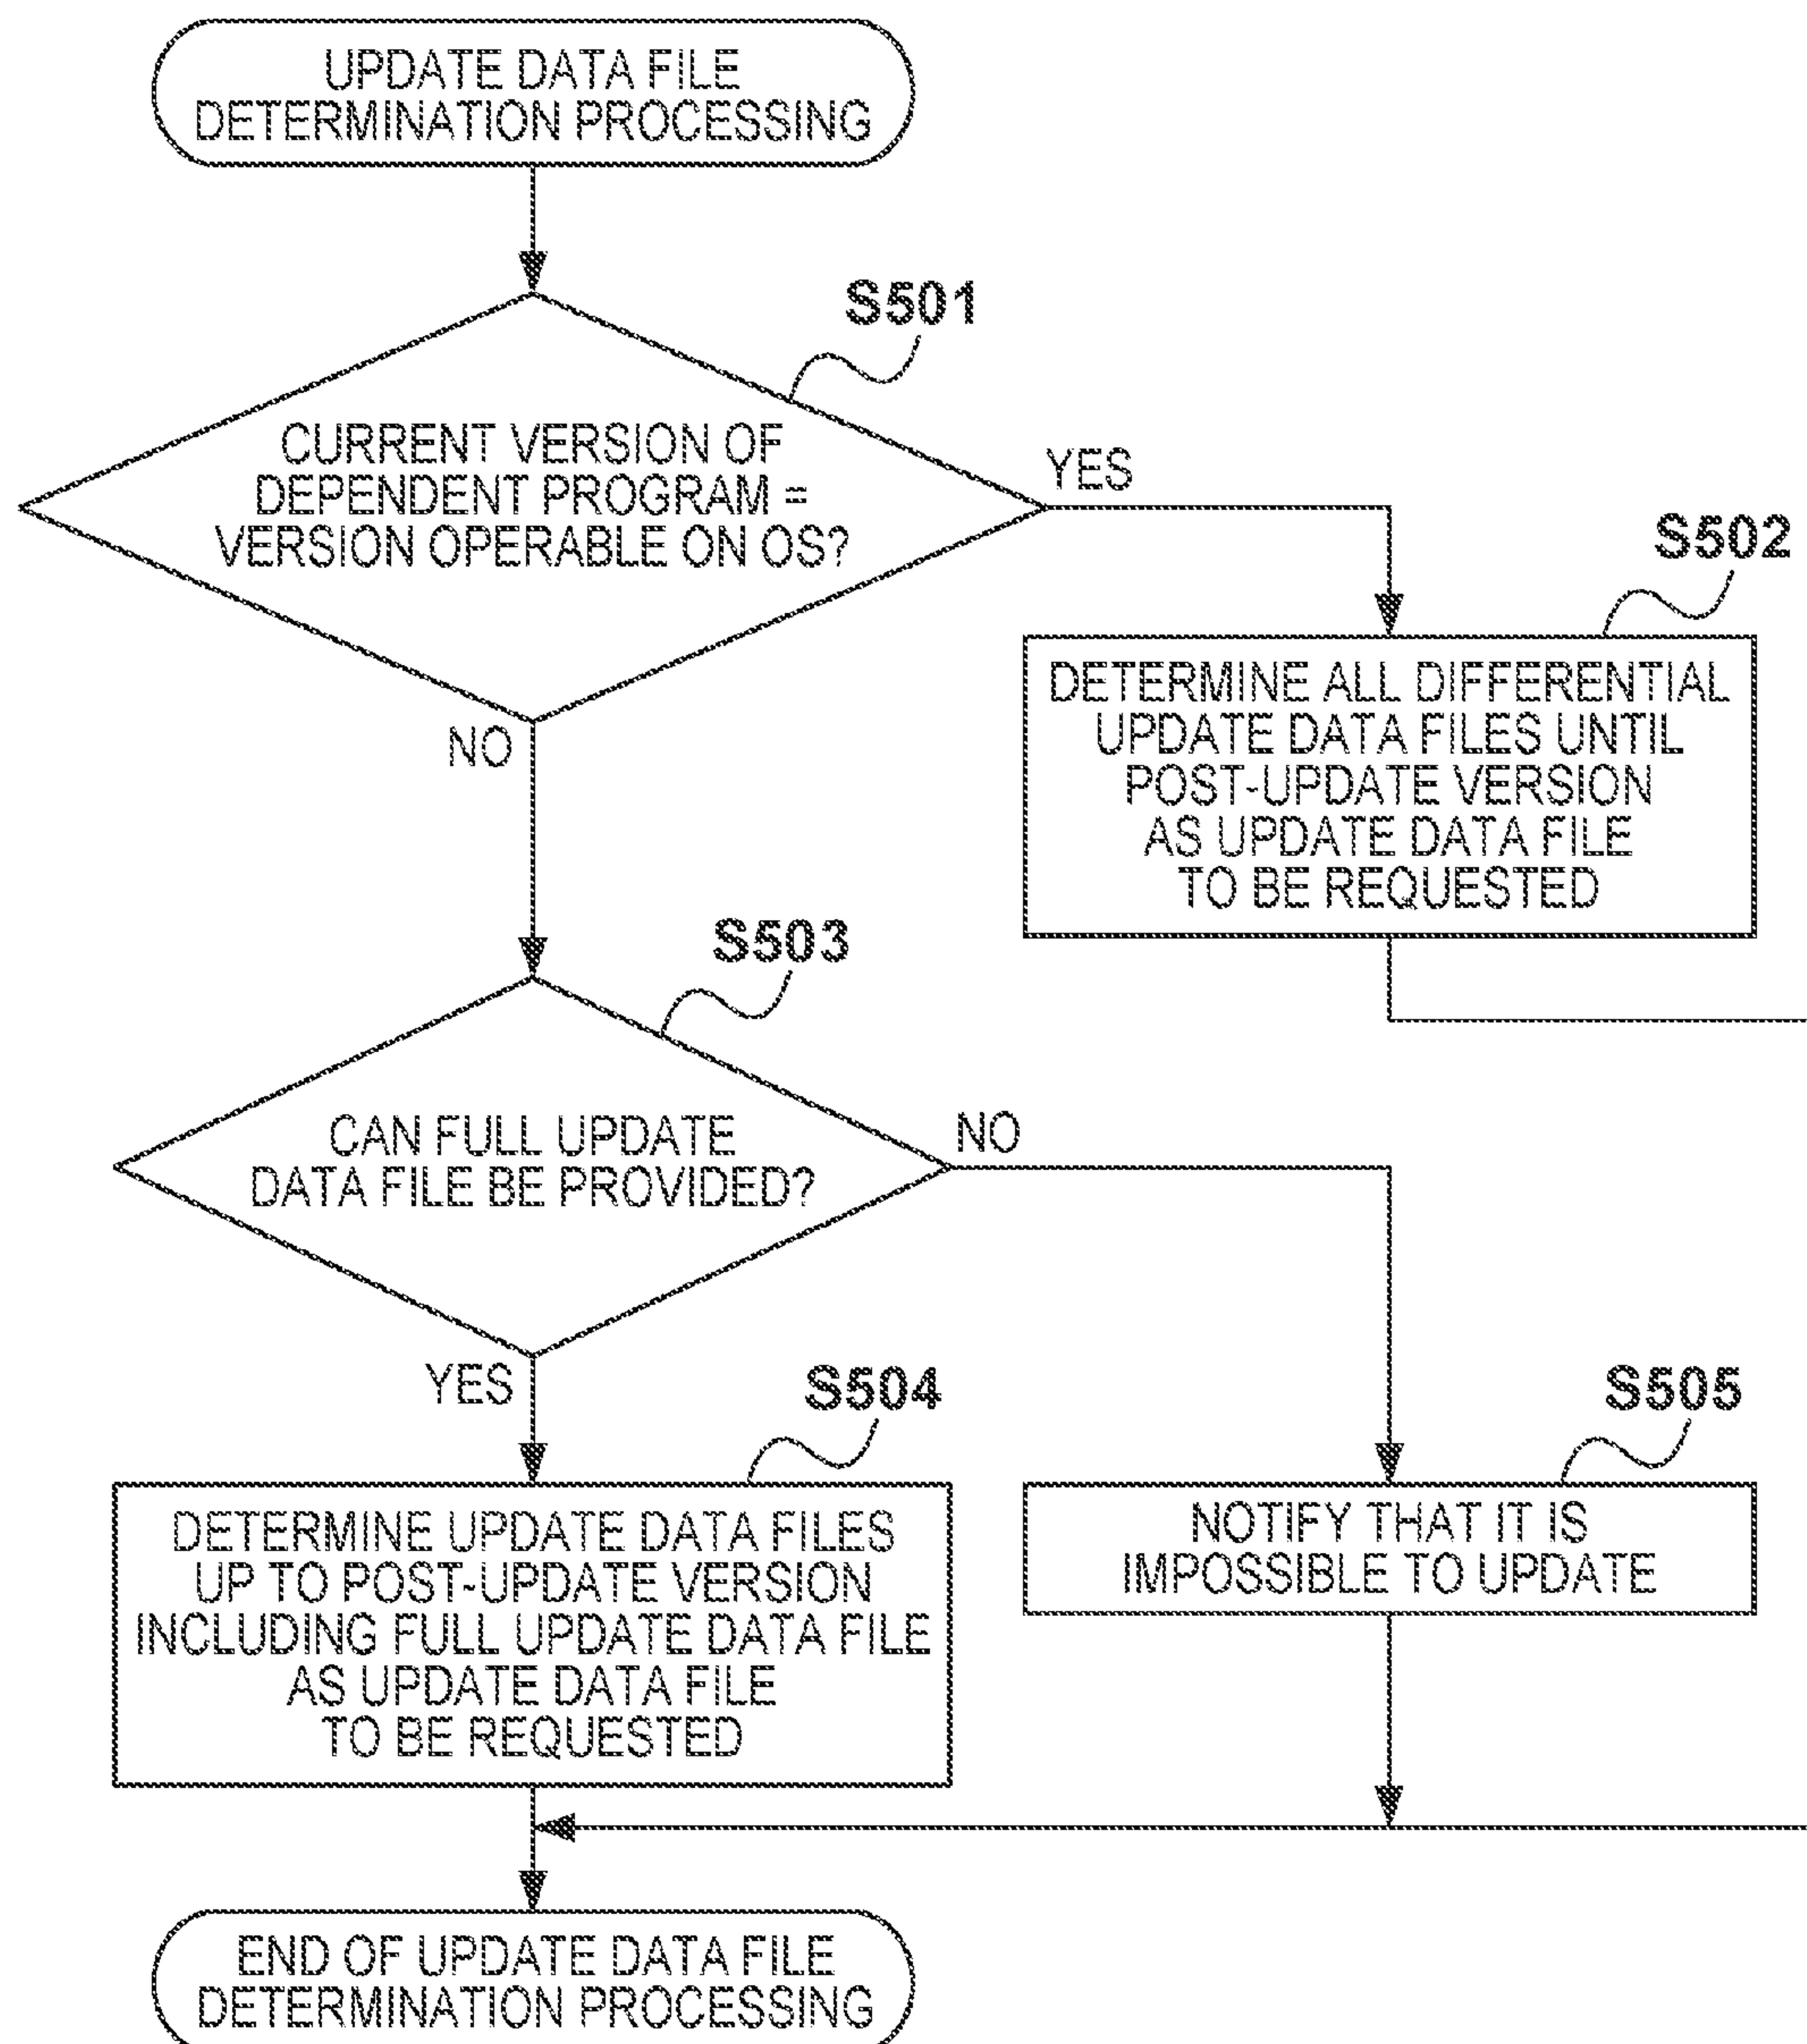 UPDATE DATA FILE
DETERMINATION PROCESSING
S501
CURRENT VERSION OF
DEPENDENT PROGRAM =
VERSION OPERABLE ON OS?
YES
NO
S502
DETERMINE ALL DIFFERENTIAL
UPDATE DATA FILES UNTIL
POST-UPDATE VERSION
AS UPDATE DATA FILE
TO BE REQUESTED
S503
CAN FULL UPDATE
DATA FILE BE PROVIDED?
NO
YES
S504
DETERMINE UPDATE DATA FILES
UP TO POST-UPDATE VERSION
INCLUDING FULL UPDATE DATA FILE
AS UPDATE DATA FILE
TO BE REQUESTED
S505
NOTIFY THAT IT IS
IMPOSSIBLE TO UPDATE
END OF UPDATE DATA FILE
DETERMINATION PROCESSING